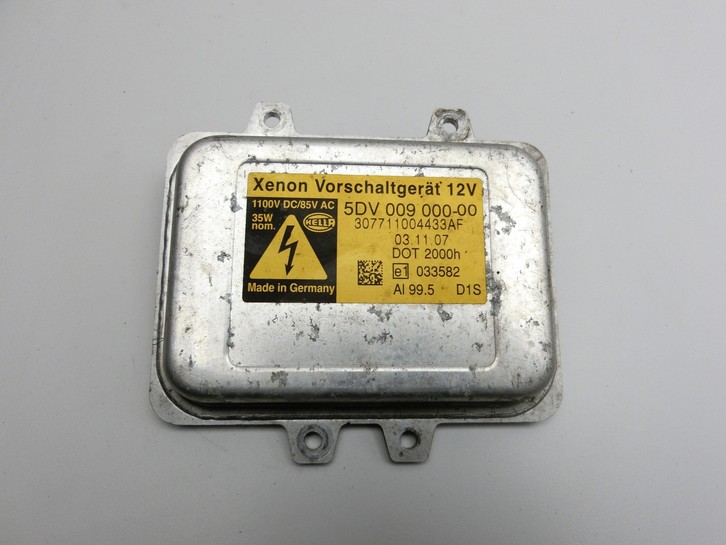 Xenon Vorschaltgerät 12V
1100V DC/85V AC
35W
nom.
HELLA
Made in Germany
5DV 009 000-00
307711004433AF
03.11.07
DOT 2000h
e1 033582
Al 99.5 D1S